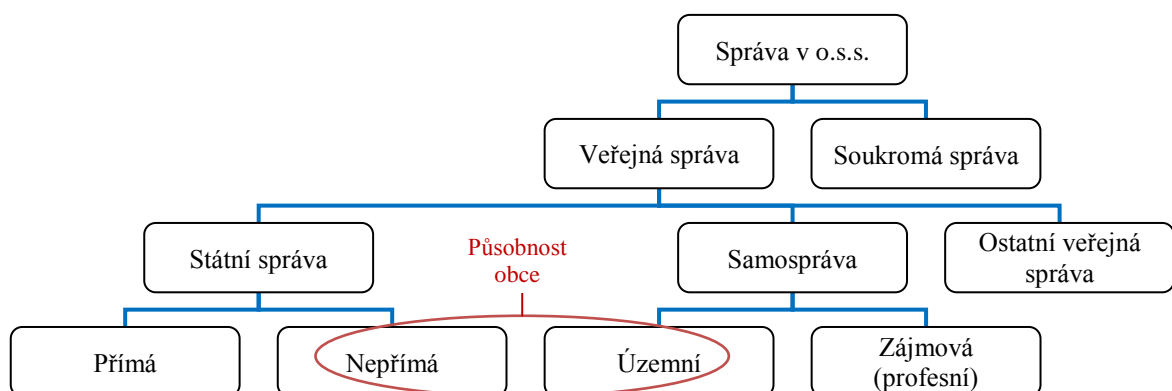 Správa v o.s.s.
Veřejná správa
Soukromá správa
Státní správa
Působnost
obce
Samospráva
Ostatní veřejná
správa
Přímá
Nepřímá
Územní
Zájmová
(profesní)